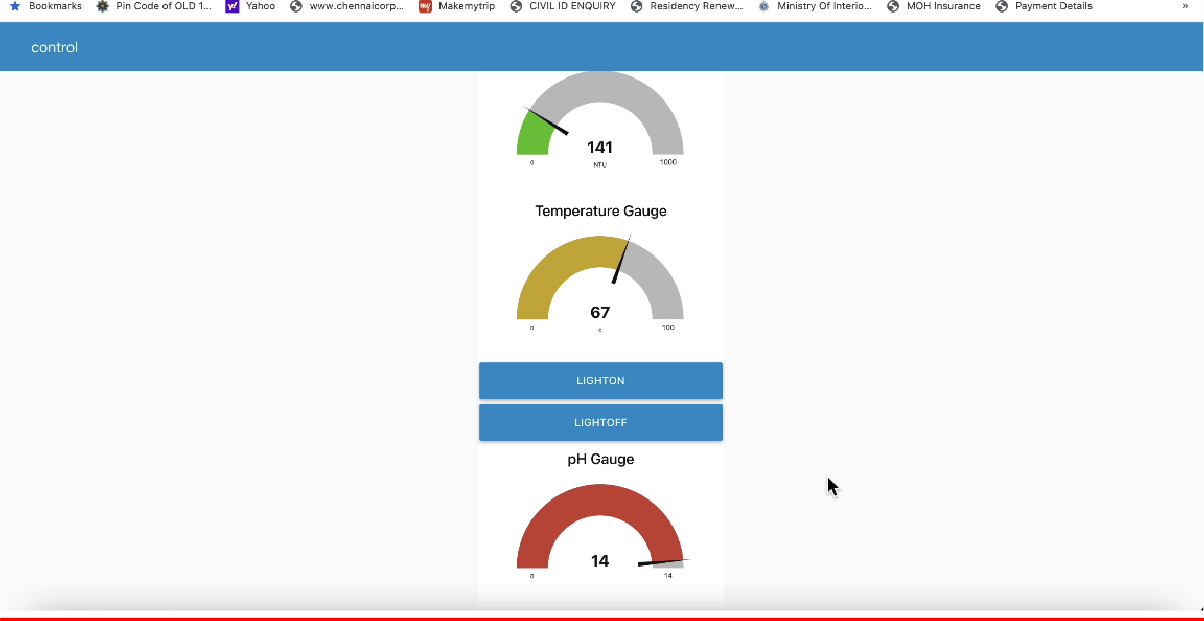 Bookmarks Pin Code of OLD 1... Yahoo www.chennaicorp... Makemytrip CIVIL ID ENQUIRY Residency Renew.... Ministry Of Interio... MOH Insurance Payment Details »
control
141
0 NTU 1000
Temperature Gauge
67
0 c 100
LIGHTON
LIGHTOFF
pH Gauge
14
0 14